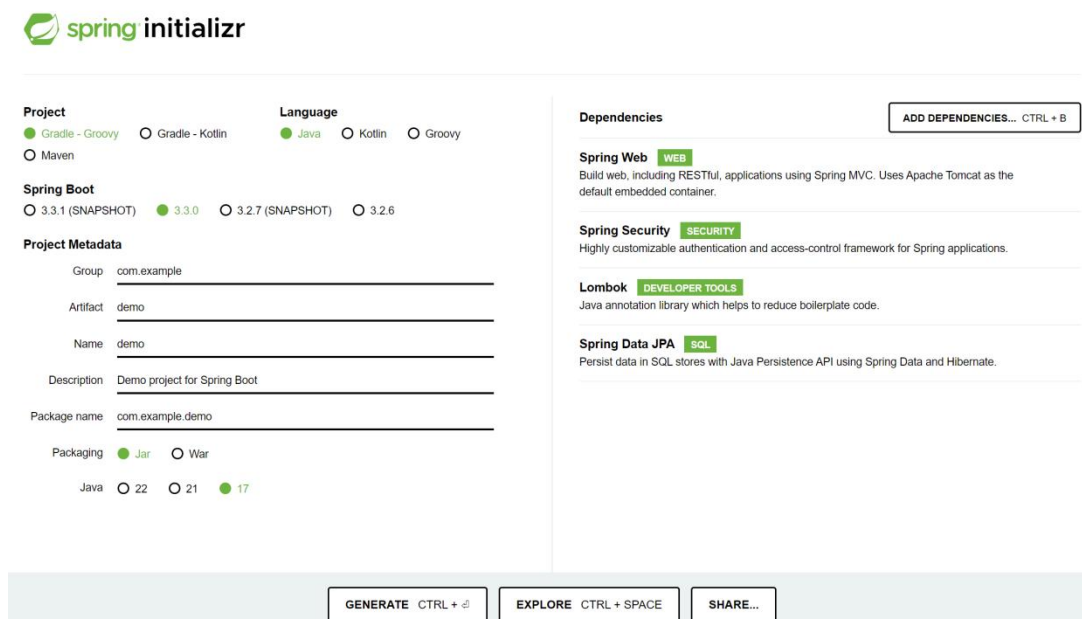 spring initializr
Project
Gradle - Groovy Gradle - Kotlin
Maven
Language
Java Kotlin Groovy
Spring Boot
3.3.1 (SNAPSHOT) 3.3.0 3.2.7 (SNAPSHOT) 3.2.6
Project Metadata
Group com.example
Artifact demo
Name demo
Description Demo project for Spring Boot
Package name com.example.demo
Packaging Jar War
Java 22 21 17
Dependencies
ADD DEPENDENCIES... CTRL + B
Spring Web WEB
Build web, including RESTful, applications using Spring MVC. Uses Apache Tomcat as the
default embedded container.
Spring Security SECURITY
Highly customizable authentication and access-control framework for Spring applications.
Lombok DEVELOPER TOOLS
Java annotation library which helps to reduce boilerplate code.
Spring Data JPA SQL
Persist data in SQL stores with Java Persistence API using Spring Data and Hibernate.
GENERATE CTRL + ⏎ EXPLORE CTRL + SPACE SHARE...